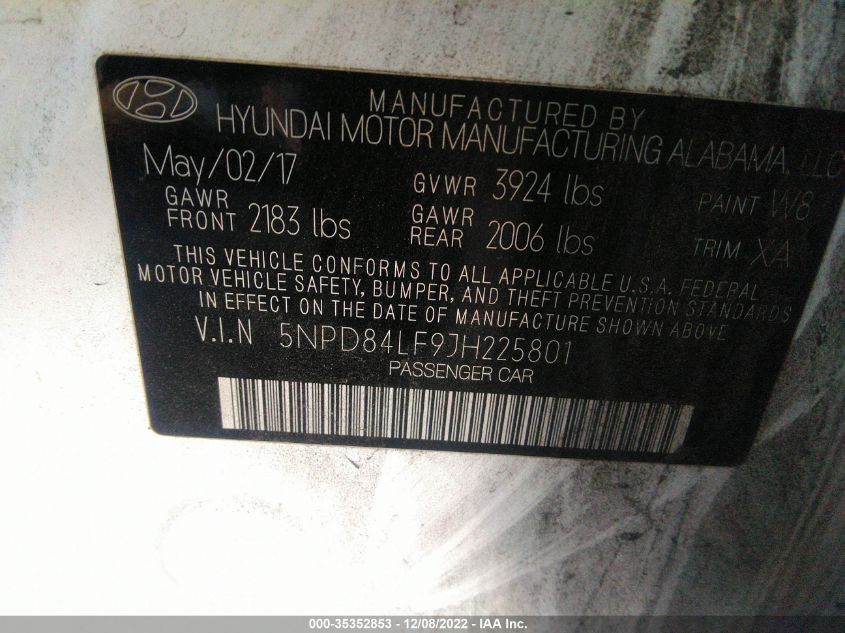 MANUFACTURED BY
HYUNDAI MOTOR MANUFACTURING ALABAMA, LLC
May/02/17 GVWR 3924 lbs PAINT W8
GAWR FRONT 2183 lbs GAWR REAR 2006 lbs TRIM XA
THIS VEHICLE CONFORMS TO ALL APPLICABLE U.S.A. FEDERAL
MOTOR VEHICLE SAFETY, BUMPER, AND THEFT PREVENTION STANDARDS
IN EFFECT ON THE DATE OF MANUFACTURE SHOWN ABOVE
V.I.N 5NPD84LF9JH225801
PASSENGER CAR
000-35352853 - 12/08/2022 - IAA Inc.